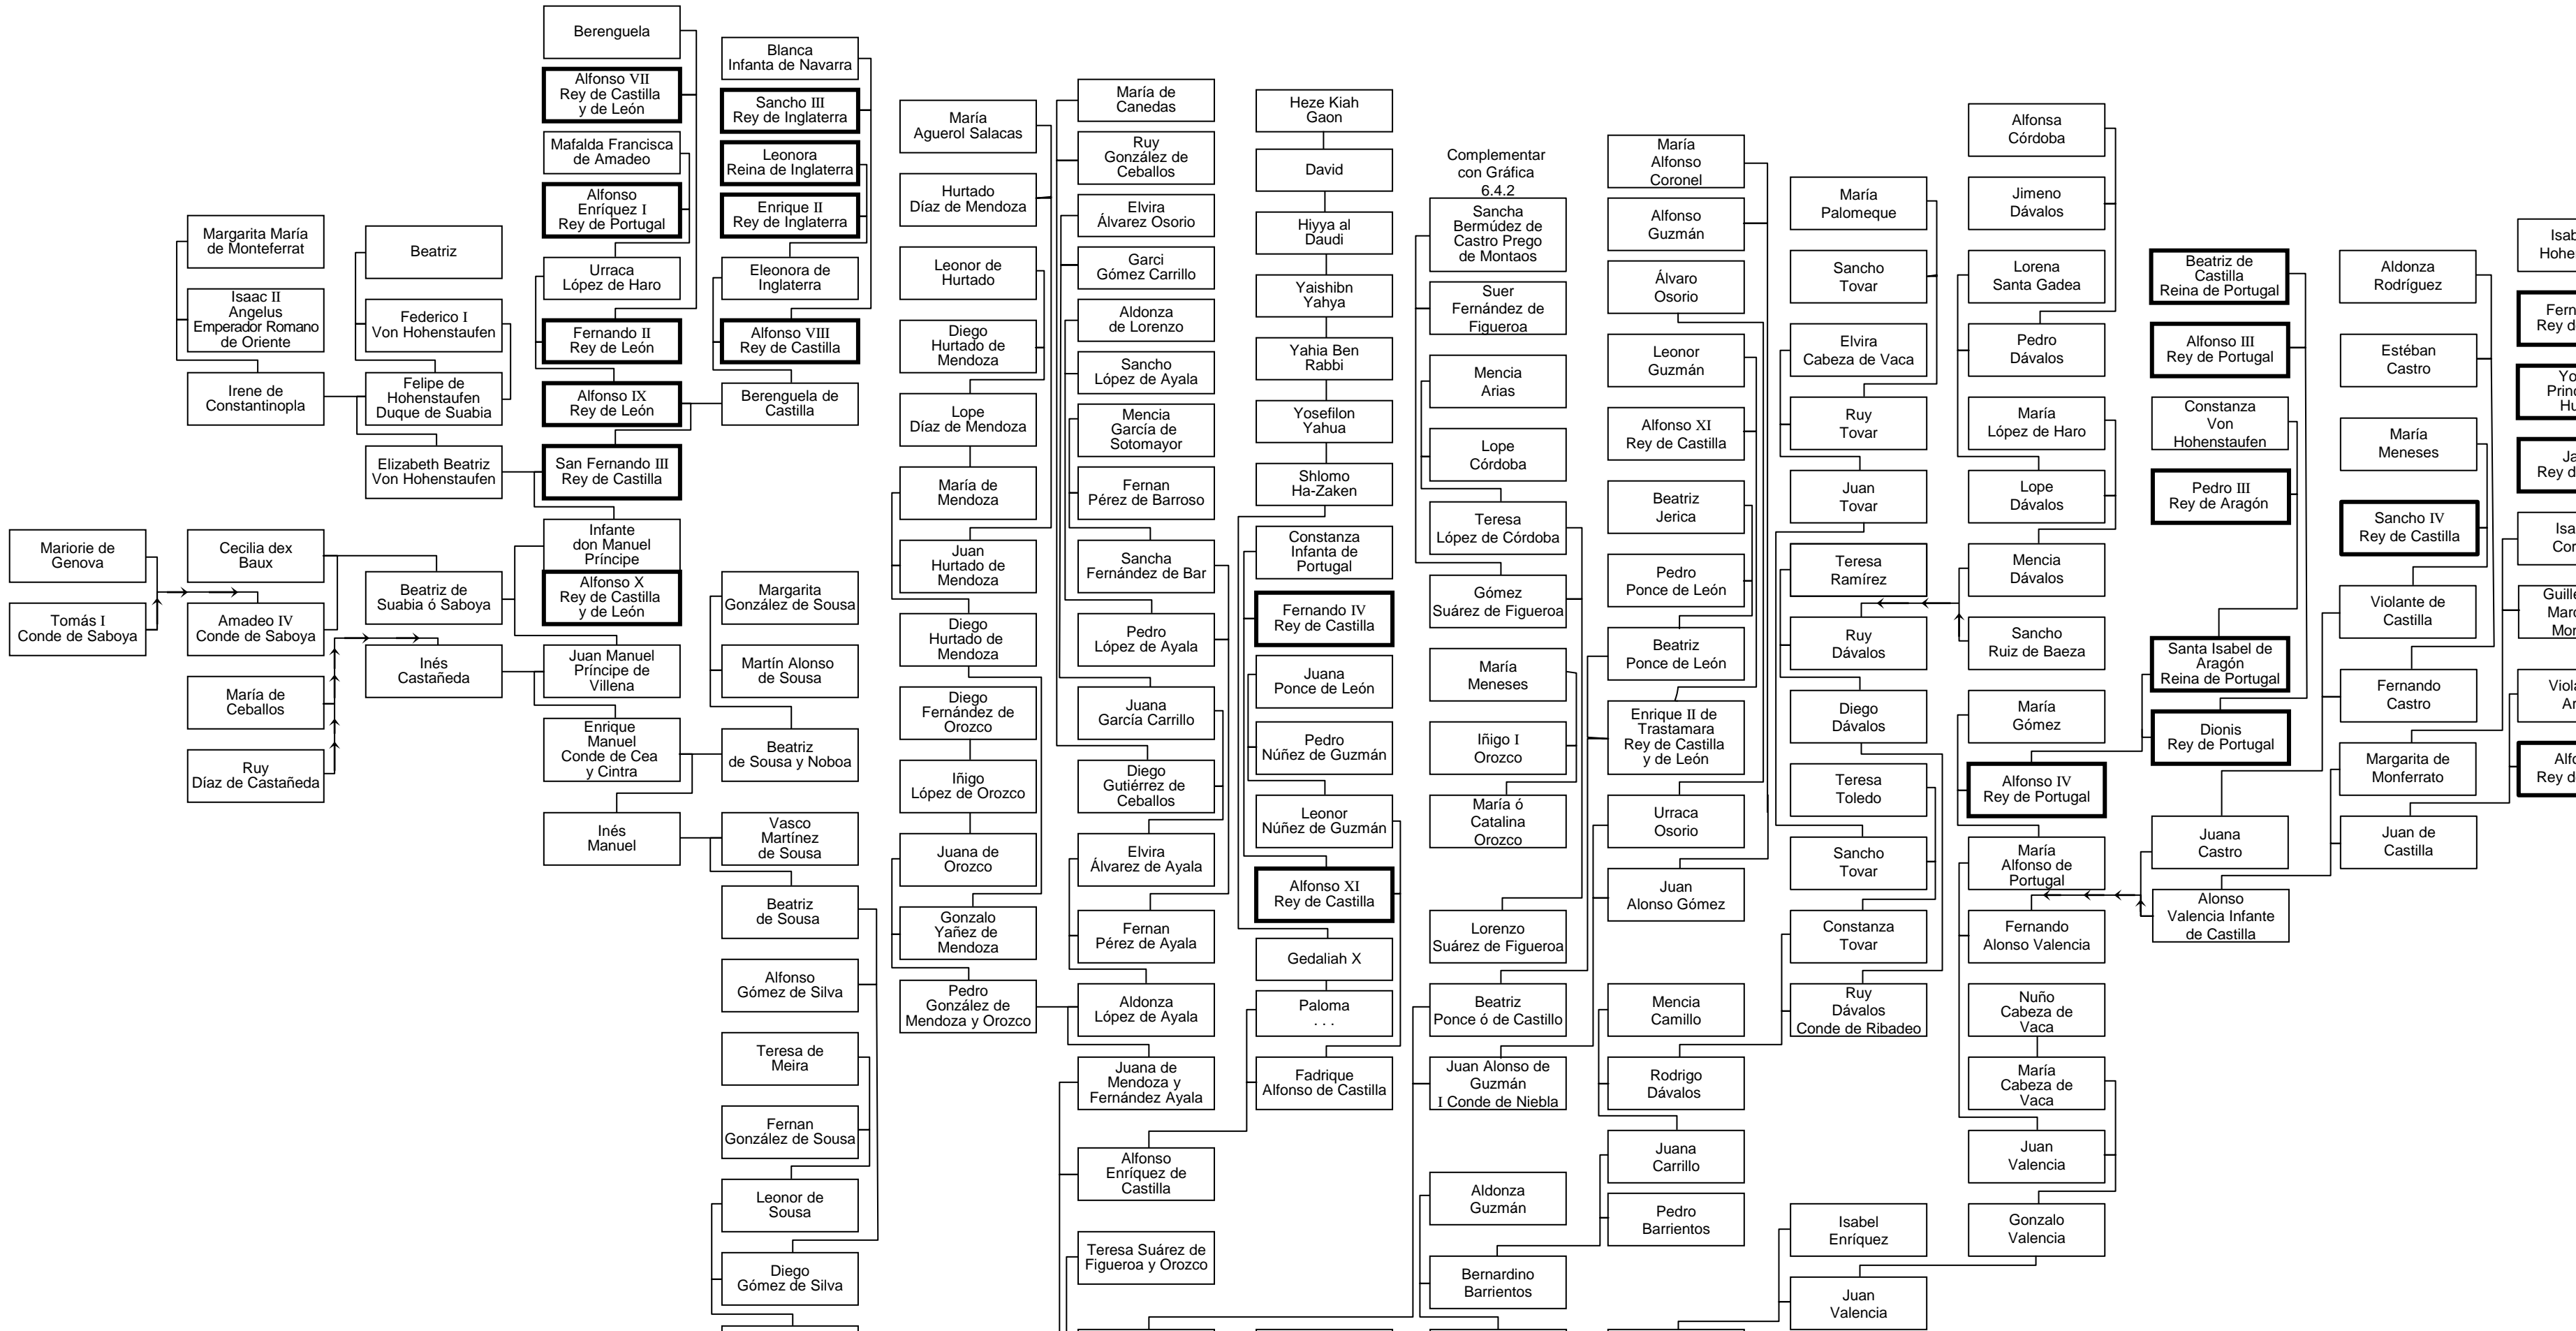 Margarita María
de Monteferrat
Isaac II
Angelus
Emperador Romano
de Oriente
Irene de
Constantinopla
Mariorie de
Genova
Tomás I
Conde de Saboya
Cecilia dex
Baux
Amadeo IV
Conde de Saboya
María de
Ceballos
Ruy
Díaz de Castañeda
Beatriz
Federico I
Von Hohenstaufen
Felipe de
Hohenstaufen
Duque de Suabia
Elizabeth Beatriz
Von Hohenstaufen
Beatriz de
Suabia ó Saboya
Inés
Castañeda
Berenguela
Alfonso VII
Rey de Castilla
y de León
Mafalda Francisca
de Amadeo
Alfonso
Enríquez I
Rey de Portugal
Urraca
López de Haro
Fernando II
Rey de León
Alfonso IX
Rey de León
San Fernando III
Rey de Castilla
Infante
don Manuel
Príncipe
Alfonso X
Rey de Castilla
y de León
Juan Manuel
Príncipe de
Villena
Enrique
Manuel
Conde de Cea
y Cintra
Inés
Manuel
Blanca
Infanta de Navarra
Sancho III
Rey de Inglaterra
Leonora
Reina de Inglaterra
Enrique II
Rey de Inglaterra
Eleonora de
Inglaterra
Alfonso VIII
Rey de Castilla
Berenguela de
Castilla
Margarita
González de Sousa
Martín Alonso
de Sousa
Beatriz
de Sousa y Noboa
Vasco
Martínez
de Sousa
Beatriz
de Sousa
Alfonso
Gómez de Silva
Teresa de
Meira
Fernan
González de Sousa
Leonor de
Sousa
Diego
Gómez de Silva
María
Aguerol Salacas
Hurtado
Díaz de Mendoza
Leonor de
Hurtado
Diego
Hurtado de
Mendoza
Lope
Díaz de Mendoza
María de
Mendoza
Juan
Hurtado de
Mendoza
Diego
Hurtado de
Mendoza
Diego
Fernández de
Orozco
Iñigo
López de Orozco
Juana de
Orozco
Gonzalo
Yañez de
Mendoza
Pedro
González de
Mendoza y Orozco
María de
Canedas
Ruy
González de
Ceballos
Elvira
Álvarez Osorio
Garci
Gómez Carrillo
Aldonza
de Lorenzo
Sancho
López de Ayala
Mencia
García de
Sotomayor
Fernan
Pérez de Barroso
Sancha
Fernández de Bar
Pedro
López de Ayala
Juana
García Carrillo
Diego
Gutiérrez de
Ceballos
Elvira
Álvarez de Ayala
Fernan
Pérez de Ayala
Aldonza
López de Ayala
Juana de
Mendoza y
Fernández Ayala
Alfonso
Enríquez de
Castilla
Teresa Suárez de
Figueroa y Orozco
Heze Kiah
Gaon
David
Hiyya al
Daudi
Yaishibn
Yahya
Yahia Ben
Rabbi
Yosefilon
Yahua
Shlomo
Ha-Zaken
Constanza
Infanta de
Portugal
Fernando IV
Rey de Castilla
Juana
Ponce de León
Pedro
Núñez de Guzmán
Leonor
Núñez de Guzmán
Alfonso XI
Rey de Castilla
Gedaliah X
Paloma
. . .
Fadrique
Alfonso de Castilla
Complementar
con Gráfica
6.4.2
Sancha
Bermúdez de
Castro Prego
de Montaos
Suer
Fernández de
Figueroa
Mencia
Arias
Lope
Córdoba
Teresa
López de Córdoba
Gómez
Suárez de Figueroa
María
Meneses
Iñigo I
Orozco
María ó
Catalina
Orozco
Lorenzo
Suárez de Figueroa
Beatriz
Ponce ó de Castillo
Juan Alonso de
Guzmán
I Conde de Niebla
Aldonza
Guzmán
Bernardino
Barrientos
María
Alfonso
Coronel
Alfonso
Guzmán
Álvaro
Osorio
Leonor
Guzmán
Alfonso XI
Rey de Castilla
Beatriz
Jerica
Pedro
Ponce de León
Beatriz
Ponce de León
Enrique II de
Trastamara
Rey de Castilla
y de León
Urraca
Osorio
Juan
Alonso Gómez
Mencia
Camillo
Rodrigo
Dávalos
Juana
Carrillo
Pedro
Barrientos
María
Palomeque
Sancho
Tovar
Elvira
Cabeza de Vaca
Ruy
Tovar
Juan
Tovar
Teresa
Ramírez
Ruy
Dávalos
Diego
Dávalos
Teresa
Toledo
Sancho
Tovar
Constanza
Tovar
Ruy
Dávalos
Conde de Ribadeo
Isabel
Enríquez
Juan
Valencia
Alfonsa
Córdoba
Jimeno
Dávalos
Lorena
Santa Gadea
Pedro
Dávalos
María
López de Haro
Lope
Dávalos
Mencia
Dávalos
Sancho
Ruiz de Baeza
María
Gómez
Alfonso IV
Rey de Portugal
María
Alfonso de
Portugal
Fernando
Alonso Valencia
Nuño
Cabeza de
Vaca
María
Cabeza de
Vaca
Juan
Valencia
Gonzalo
Valencia
Beatriz de
Castilla
Reina de Portugal
Alfonso III
Rey de Portugal
Constanza
Von
Hohenstaufen
Pedro III
Rey de Aragón
Santa Isabel de
Aragón
Reina de Portugal
Dionis
Rey de Portugal
Juana
Castro
Alonso
Valencia Infante
de Castilla
Aldonza
Rodríguez
Estéban
Castro
María
Meneses
Sancho IV
Rey de Castilla
Violante de
Castilla
Fernando
Castro
Margarita de
Monferrato
Juan de
Castilla
Isab
Hohe
Fern
Rey d
Yo
Princ
Hu
Ja
Rey d
Isa
Cor
Guille
Marc
Mor
Viola
Ar
Alfo
Rey d